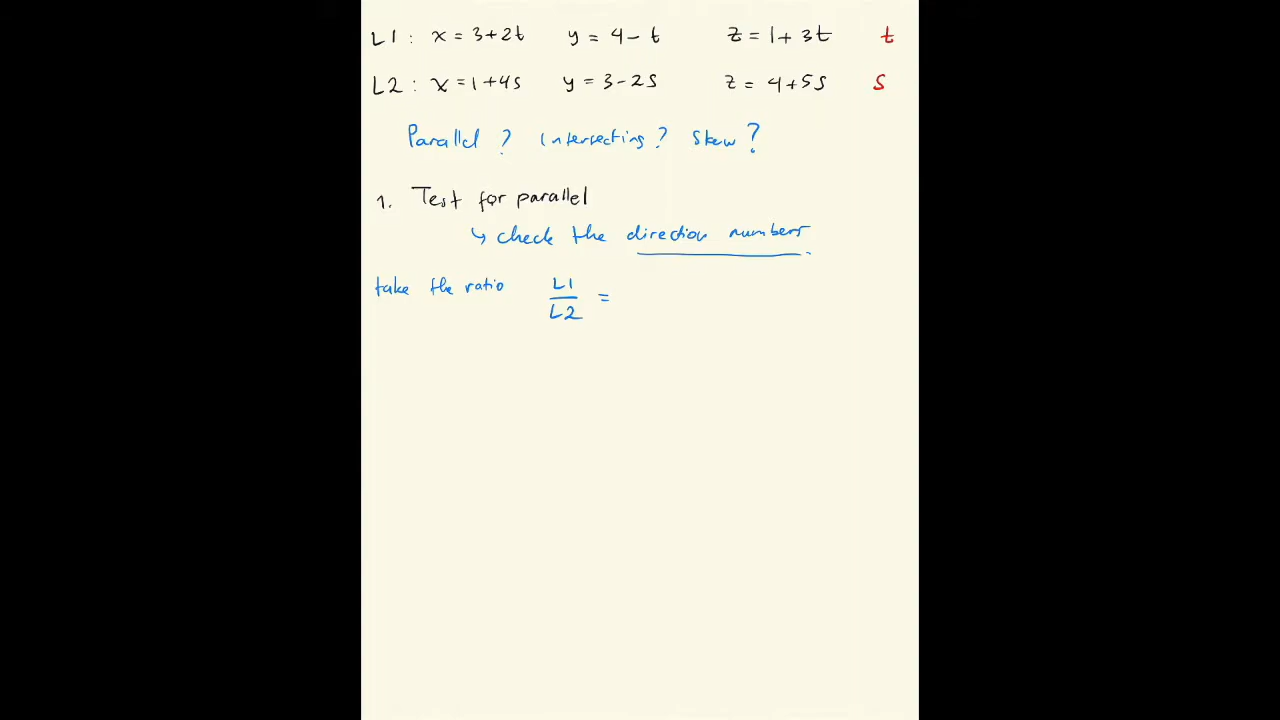 L1: x = 3+2t y = 4-t z = 1+3t t
L2: x = 1+4s y = 3-2s z = 4+5s s
Parallel? Intersecting? Skew?
1. Test for parallel
↳ check the direction numbers.
take the ratio L1/L2 =